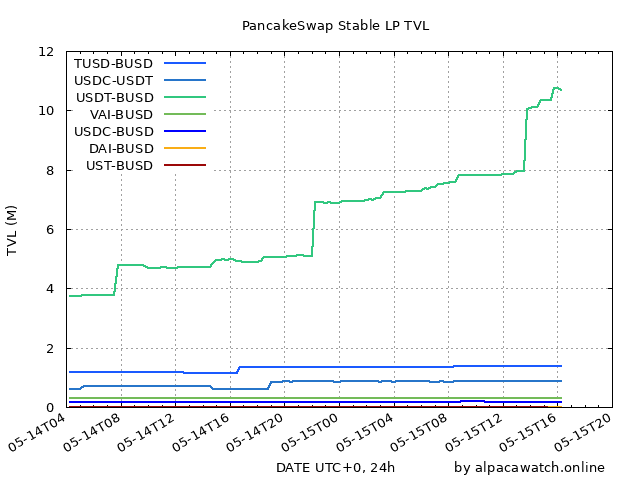 PancakeSwap Stable LP TVL
TUSD-BUSD
USDC-USDT
USDT-BUSD
VAI-BUSD
USDC-BUSD
DAI-BUSD
UST-BUSD
TVL (M)
12
10
8
6
4
2
0
05-14T04
05-14T08
05-14T12
05-14T16
05-14T20
05-15T00
05-15T04
05-15T08
05-15T12
05-15T16
05-15T20
DATE UTC+0, 24h
by alpacawatch.online